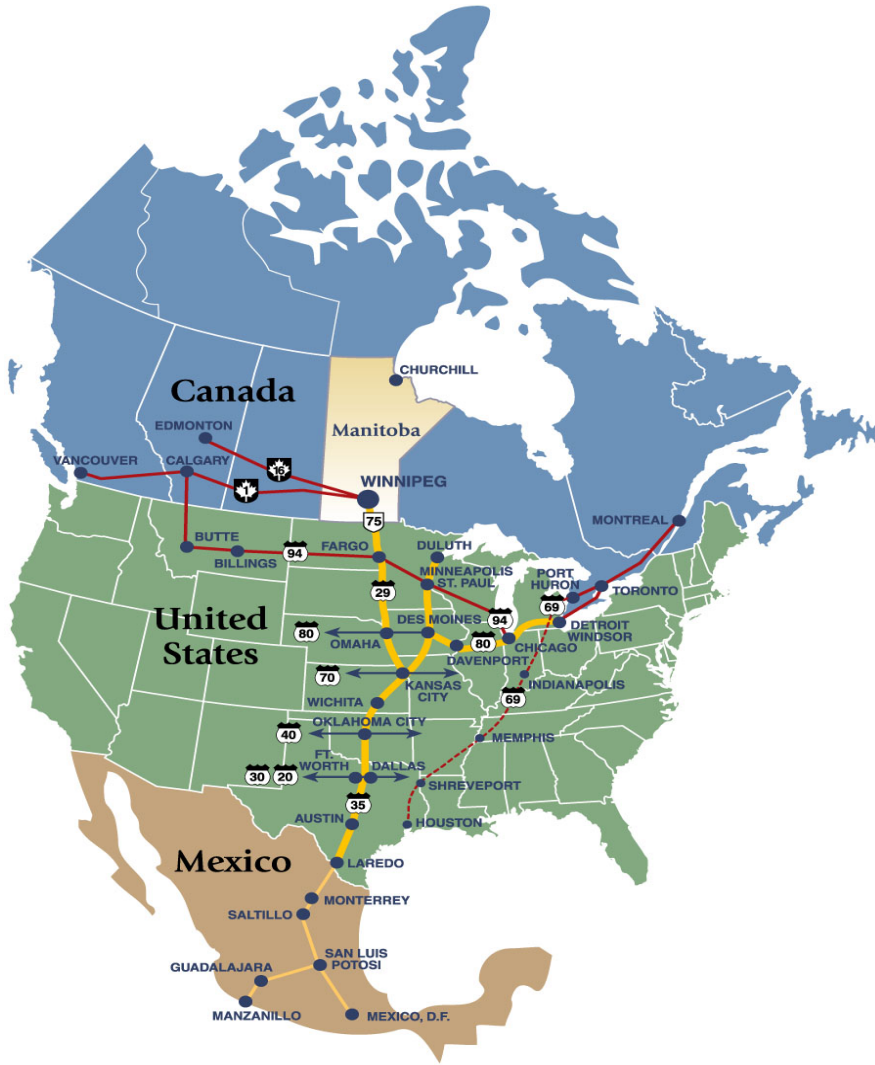 CHURCHILL
Canada
EDMONTON
Manitoba
VANCOUVER
CALGARY
16
1
WINNIPEG
75
MONTREAL
BUTTE
BILLINGS
94
FARGO
DULUTH
MINNEAPOLIS
ST. PAUL
PORT
HURON
TORONTO
29
69
United
States
80
OMAHA
DES MOINES
94
80
DAVENPORT
CHICAGO
DETROIT
WINDSOR
70
KANSAS
CITY
INDIANAPOLIS
WICHITA
69
40
OKLAHOMA CITY
MEMPHIS
30
20
FT.
WORTH
DALLAS
SHREVEPORT
35
AUSTIN
HOUSTON
Mexico
LAREDO
MONTERREY
SALTILLO
SAN LUIS
POTOSI
GUADALAJARA
MANZANILLO
MEXICO, D.F.